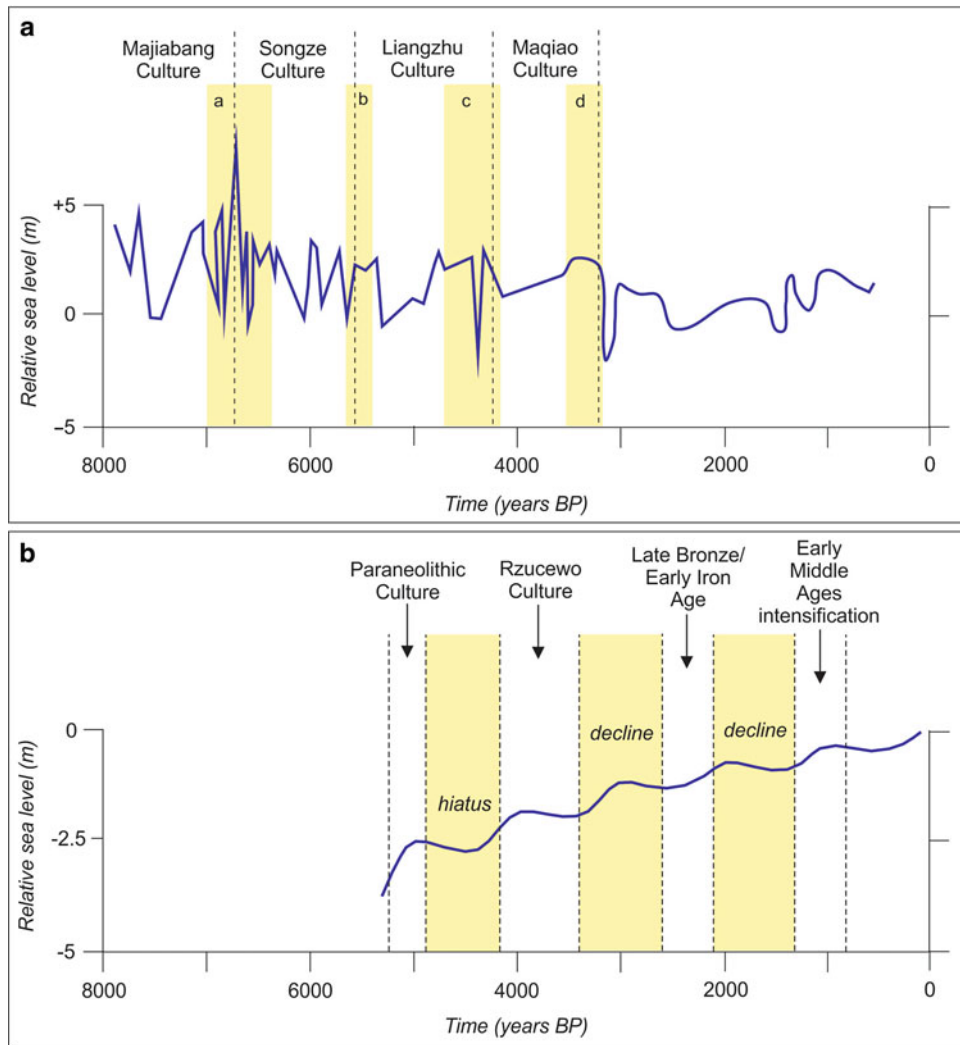 a
Majiabang
Culture
Songze
Culture
Liangzhu
Culture
Maqiao
Culture
a
b
c
d
+5
0
–5
Relative sea level (m)
8000
6000
4000
2000
0
Time (years BP)
b
Paraneolithic
Culture
Rzucewo
Culture
Late Bronze/
Early Iron
Age
Early
Middle
Ages
intensification
hiatus
decline
decline
0
-2.5
-5
Relative sea level (m)
8000
6000
4000
2000
0
Time (years BP)